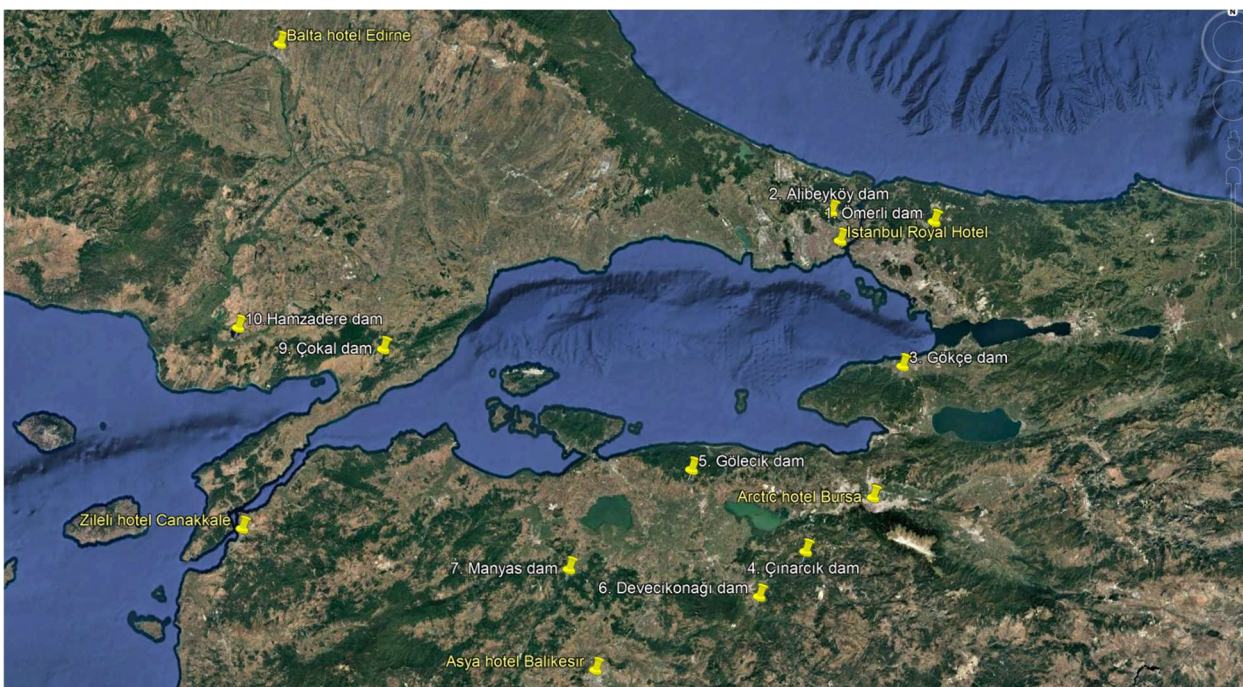 N
Balta hotel Edirne
2. Alibeyköy dam
1. Ömerli dam
Istanbul Royal Hotel
10.Hamzadere dam
9. Çokal dam
3. Gökçe dam
5. Gölecik dam
Arctic hotel Bursa
Zileli hotel Canakkale
7. Manyas dam
4. Çınarcık dam
6. Devecikonağı dam
Asya hotel Balikesir